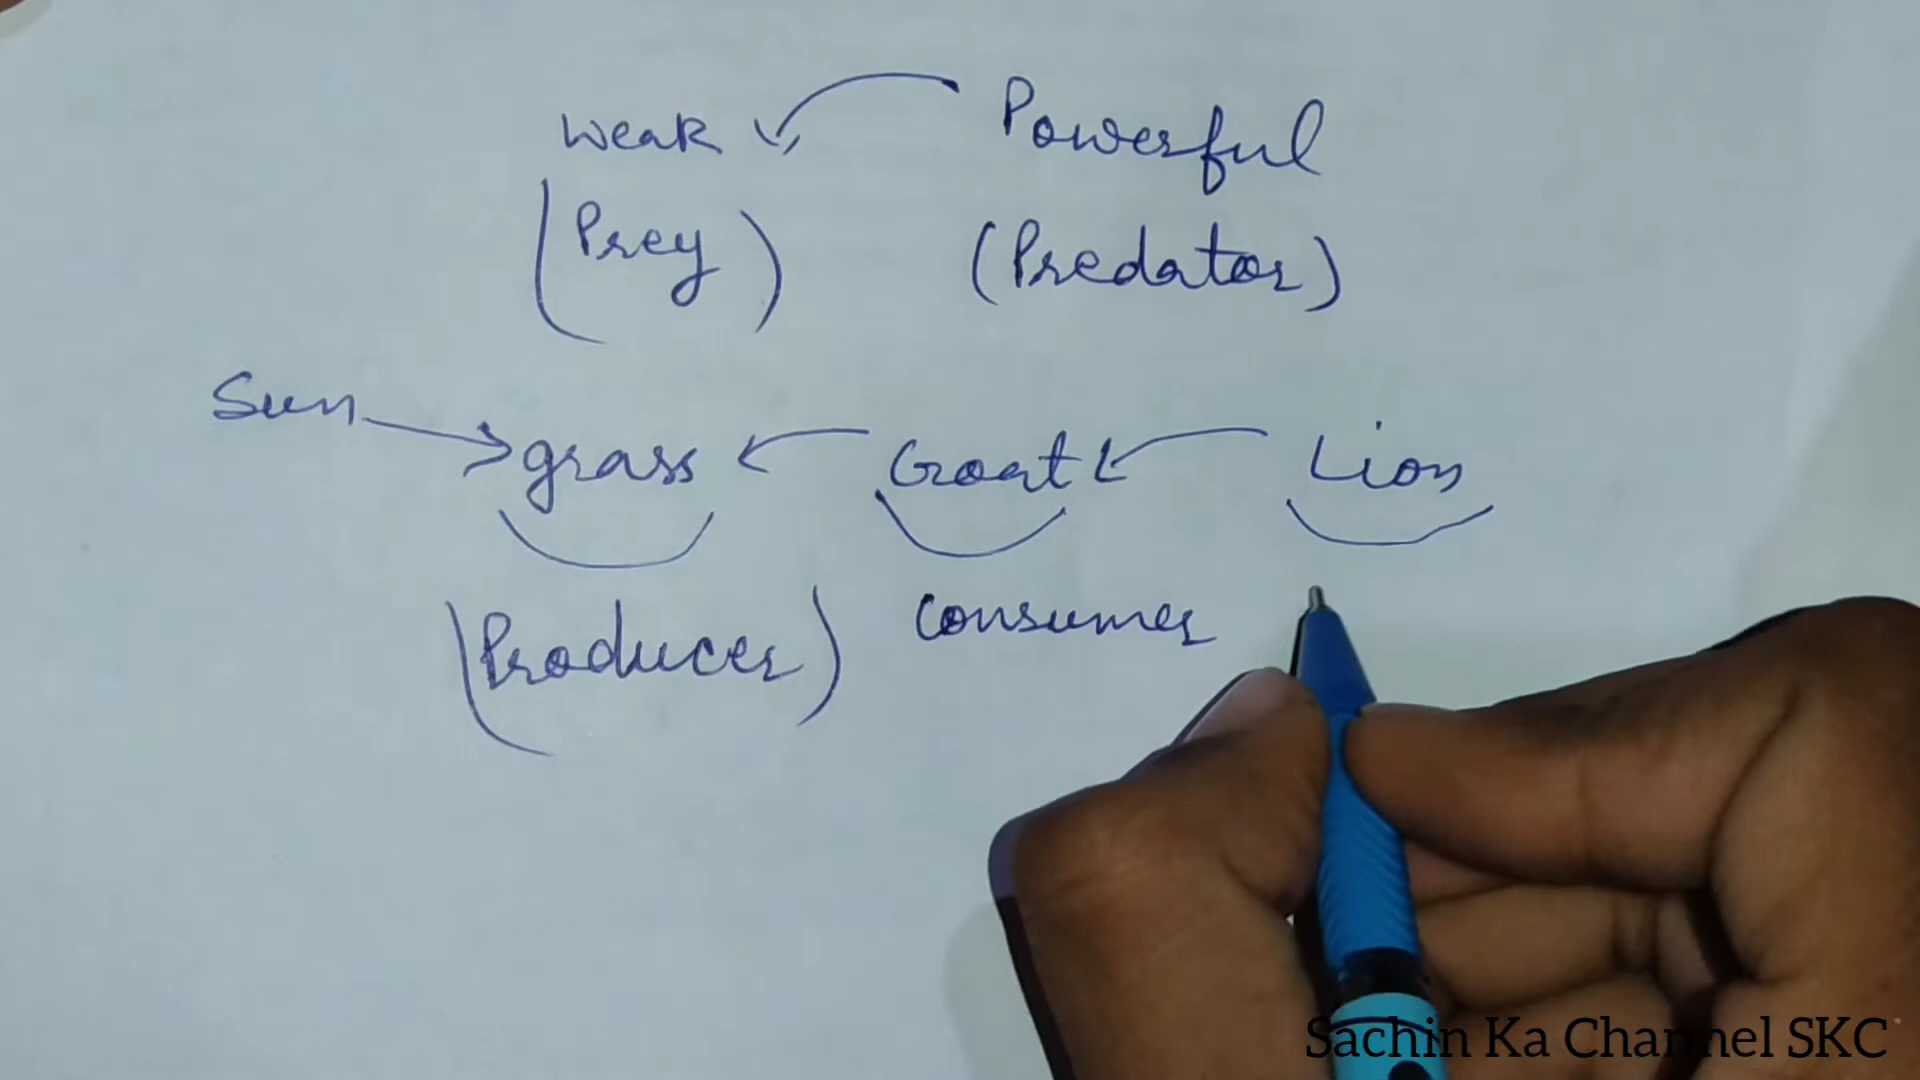 Weak Powerful
(Prey) (Predator)
Sun grass Goat Lion
(Producer) Consumer
Sachin Ka Channel SKC